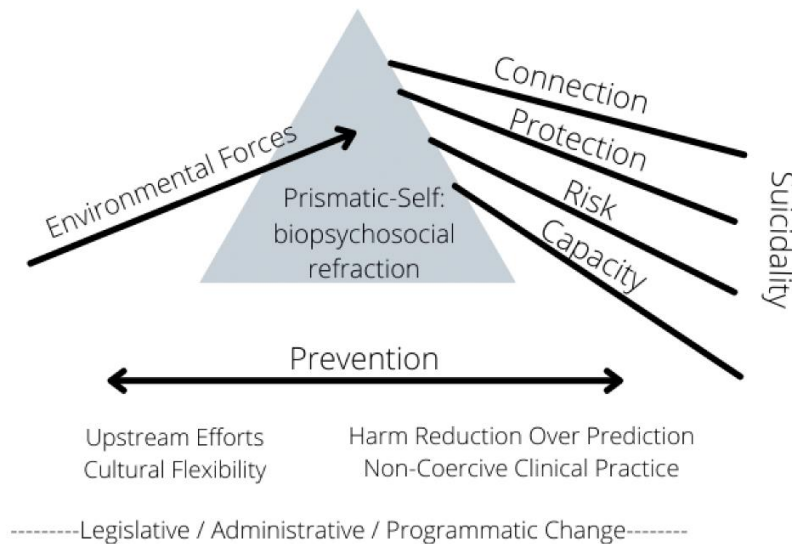 Connection
Protection
Risk
Capacity
Suicidality
Environmental Forces
Prismatic-Self:
biopsychosocial
refraction
Prevention
Upstream Efforts
Cultural Flexibility
Harm Reduction Over Prediction
Non-Coercive Clinical Practice
---------Legislative / Administrative / Programmatic Change--------